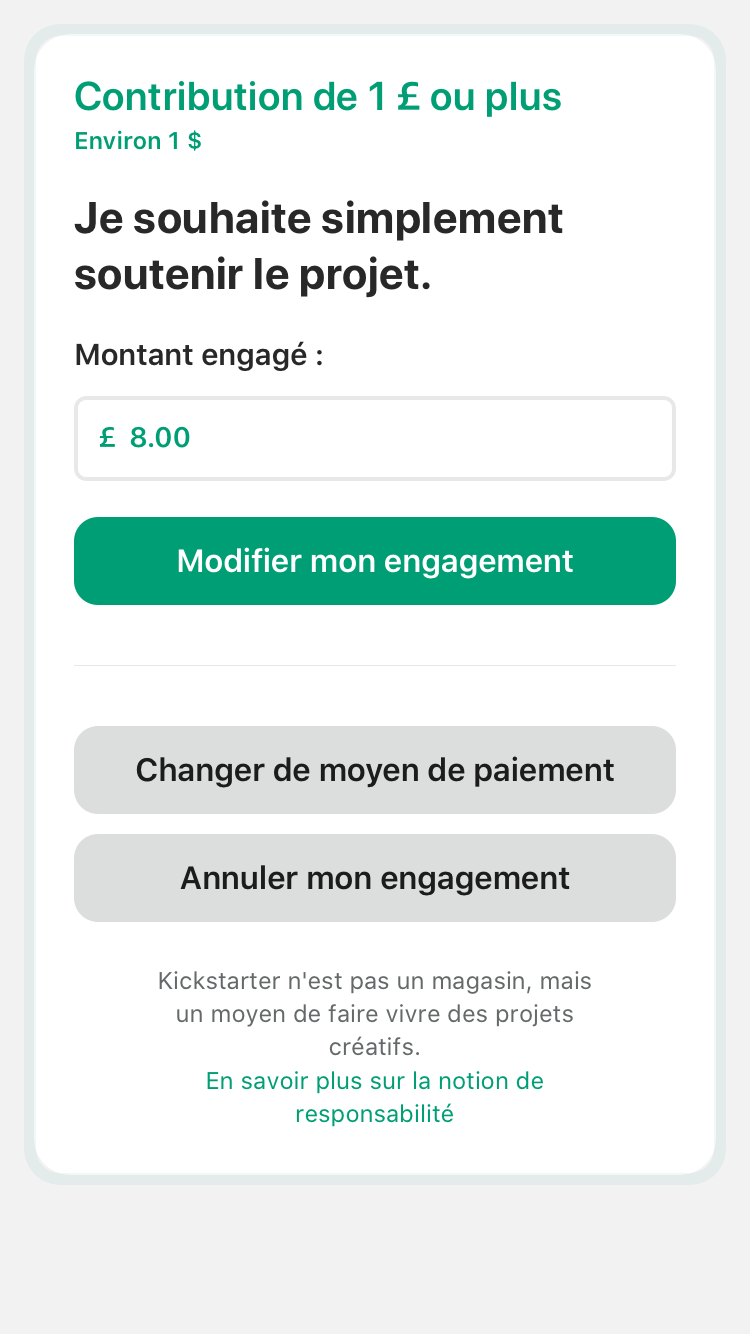 Contribution de 1 £ ou plus
Environ 1 $
Je souhaite simplement
soutenir le projet.
Montant engagé :
£ 8.00
Modifier mon engagement
Changer de moyen de paiement
Annuler mon engagement
Kickstarter n'est pas un magasin, mais
un moyen de faire vivre des projets
créatifs.
En savoir plus sur la notion de
responsabilité